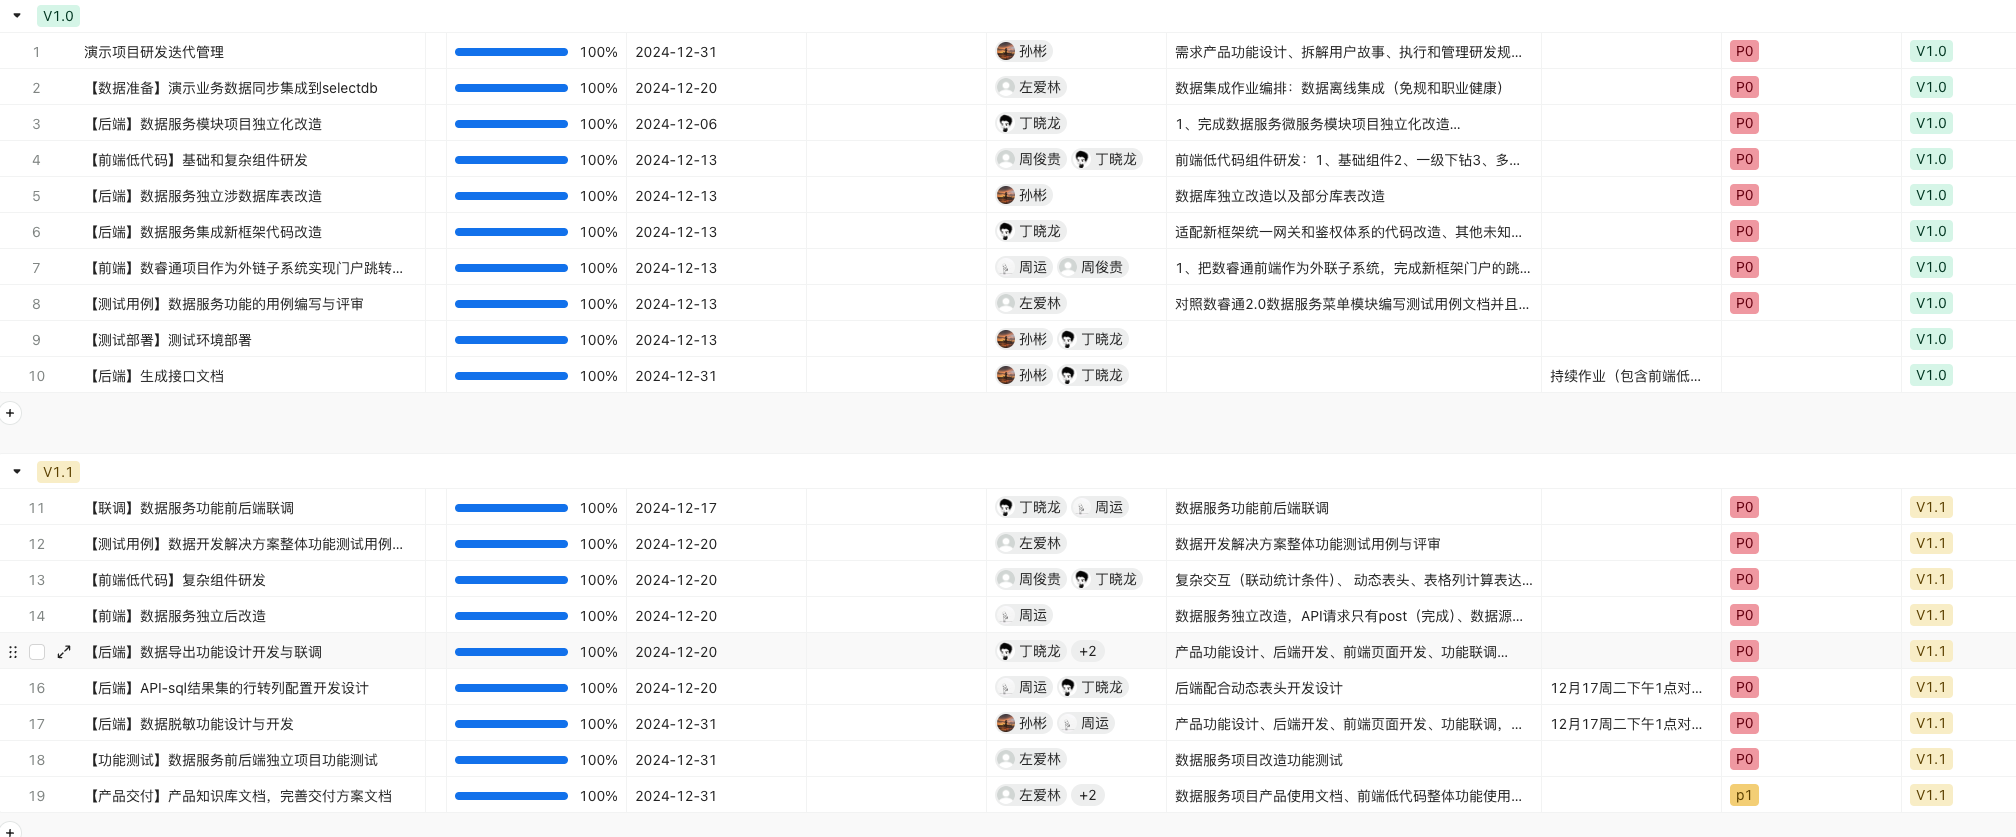 V1.0
1 演示项目研发迭代管理 100% 2024-12-31 孙彬 需求产品功能设计、拆解用户故事、执行和管理研发规... P0 V1.0
2 【数据准备】演示业务数据同步集成到selectdb 100% 2024-12-20 左爱林 数据集成作业编排：数据离线集成（免规和职业健康） P0 V1.0
3 【后端】数据服务模块项目独立化改造 100% 2024-12-06 丁晓龙 1、完成数据服务微服务模块项目独立化改造... P0 V1.0
4 【前端低代码】基础和复杂组件研发 100% 2024-12-13 周俊贵 丁晓龙 前端低代码组件研发：1、基础组件2、一级下钻3、多... P0 V1.0
5 【后端】数据服务独立涉数据库表改造 100% 2024-12-13 孙彬 数据库独立改造以及部分库表改造 P0 V1.0
6 【后端】数据服务集成新框架代码改造 100% 2024-12-13 丁晓龙 适配新框架统一网关和鉴权体系的代码改造、其他未知... P0 V1.0
7 【前端】数睿通项目作为外链子系统实现门户跳转... 100% 2024-12-13 周运 周俊贵 1、把数睿通前端作为外联子系统，完成新框架门户的跳... P0 V1.0
8 【测试用例】数据服务功能的用例编写与评审 100% 2024-12-13 左爱林 对照数睿通2.0数据服务菜单模块编写测试用例文档并且... P0 V1.0
9 【测试部署】测试环境部署 100% 2024-12-13 孙彬 丁晓龙 V1.0
10 【后端】生成接口文档 100% 2024-12-31 孙彬 丁晓龙 持续作业（包含前端低... V1.0
+
V1.1
11 【联调】数据服务功能前后端联调 100% 2024-12-17 丁晓龙 周运 数据服务功能前后端联调 P0 V1.1
12 【测试用例】数据开发解决方案整体功能测试用例... 100% 2024-12-20 左爱林 数据开发解决方案整体功能测试用例与评审 P0 V1.1
13 【前端低代码】复杂组件研发 100% 2024-12-20 周俊贵 丁晓龙 复杂交互（联动统计条件）、 动态表头、表格列计算表达... P0 V1.1
14 【前端】数据服务独立后改造 100% 2024-12-20 周运 数据服务独立改造，API请求只有post（完成）、数据源... P0 V1.1
【后端】数据导出功能设计开发与联调 100% 2024-12-20 丁晓龙 +2 产品功能设计、后端开发、前端页面开发、功能联调... P0 V1.1
16 【后端】API-sql结果集的行转列配置开发设计 100% 2024-12-20 周运 丁晓龙 后端配合动态表头开发设计 12月17周二下午1点对... P0 V1.1
17 【后端】数据脱敏功能设计与开发 100% 2024-12-31 孙彬 周运 产品功能设计、后端开发、前端页面开发、功能联调，... 12月17周二下午1点对... P0 V1.1
18 【功能测试】数据服务前后端独立项目功能测试 100% 2024-12-31 左爱林 数据服务项目改造功能测试 P0 V1.1
19 【产品交付】产品知识库文档，完善交付方案文档 100% 2024-12-31 左爱林 +2 数据服务项目产品使用文档、前端低代码整体功能使用... p1 V1.1
+